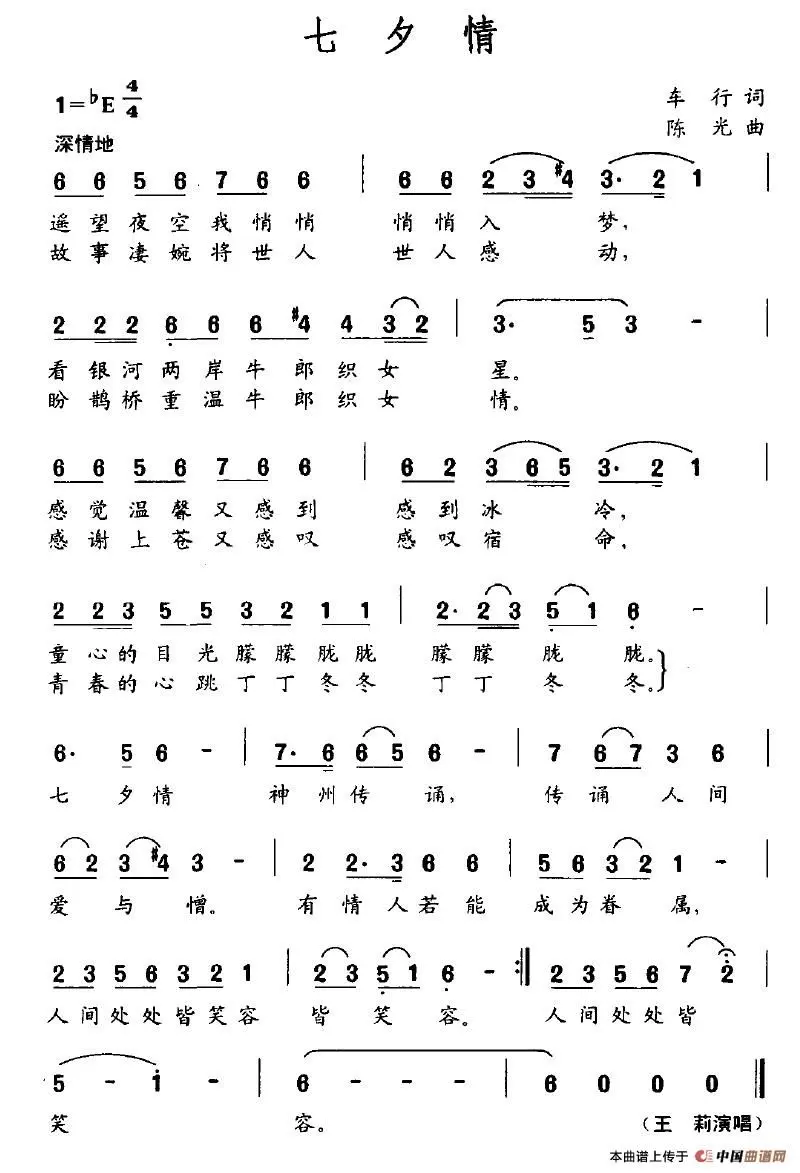 七夕情
1=♭E 4/4
车 行 词
陈 光 曲
深情地
6 6 5 6 7 6 6 | 6 6 2 3 #4 3· 2 1 |
遥望夜空我悄悄 悄悄入 梦，
故事凄婉将世人 世人感 动，
2 2 2 6 6 6 #4 4 3 2 | 3· 5 3 - |
看银河两岸牛郎织女 星。
盼鹊桥重温牛郎织女 情。
6 6 5 6 7 6 6 | 6 2 3 6 5 3· 2 1 |
感觉温馨又感到 感到冰 冷，
感谢上苍又感叹 感叹宿 命，
2 2 3 5 5 3 2 1 1 | 2· 2 3 5 1 6 - |
童心的目光朦朦胧胧 朦朦胧 胧。
青春的心跳丁丁冬冬 丁丁冬 冬。
6· 5 6 - | 7· 6 6 5 6 - | 7 6 7 3 6 |
七 夕情 神州传 诵， 传 诵 人 间
6 2 3 #4 3 - | 2 2· 3 6 6 | 5 6 3 2 1 - |
爱 与 憎。 有 情 人若能 成为眷 属，
2 3 5 6 3 2 1 | 2 3 5 1 6 - :| 2 3 5 6 7 2 |
人间处处皆笑容 皆 笑 容。 人间处处皆
5 - - 1 | 6 - - - | 6 0 0 0 ||
笑 容。 （王 莉演唱）
本曲谱上传于 中国曲谱网